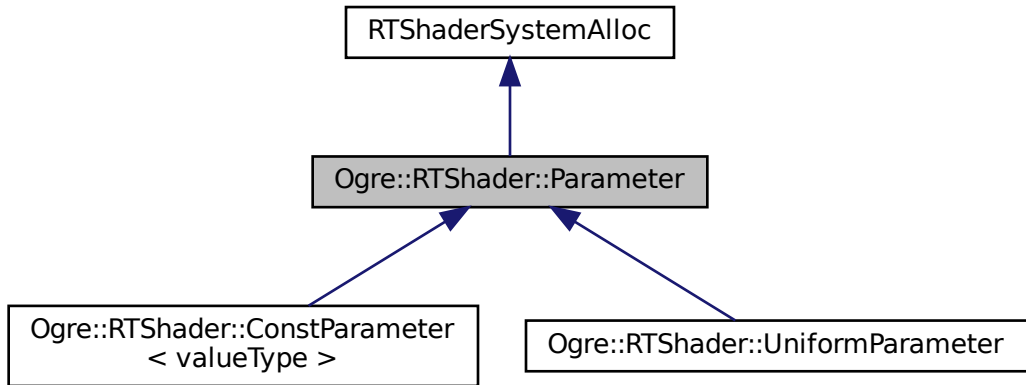 RTShaderSystemAlloc
Ogre::RTShader::Parameter
Ogre::RTShader::ConstParameter
< valueType >
Ogre::RTShader::UniformParameter